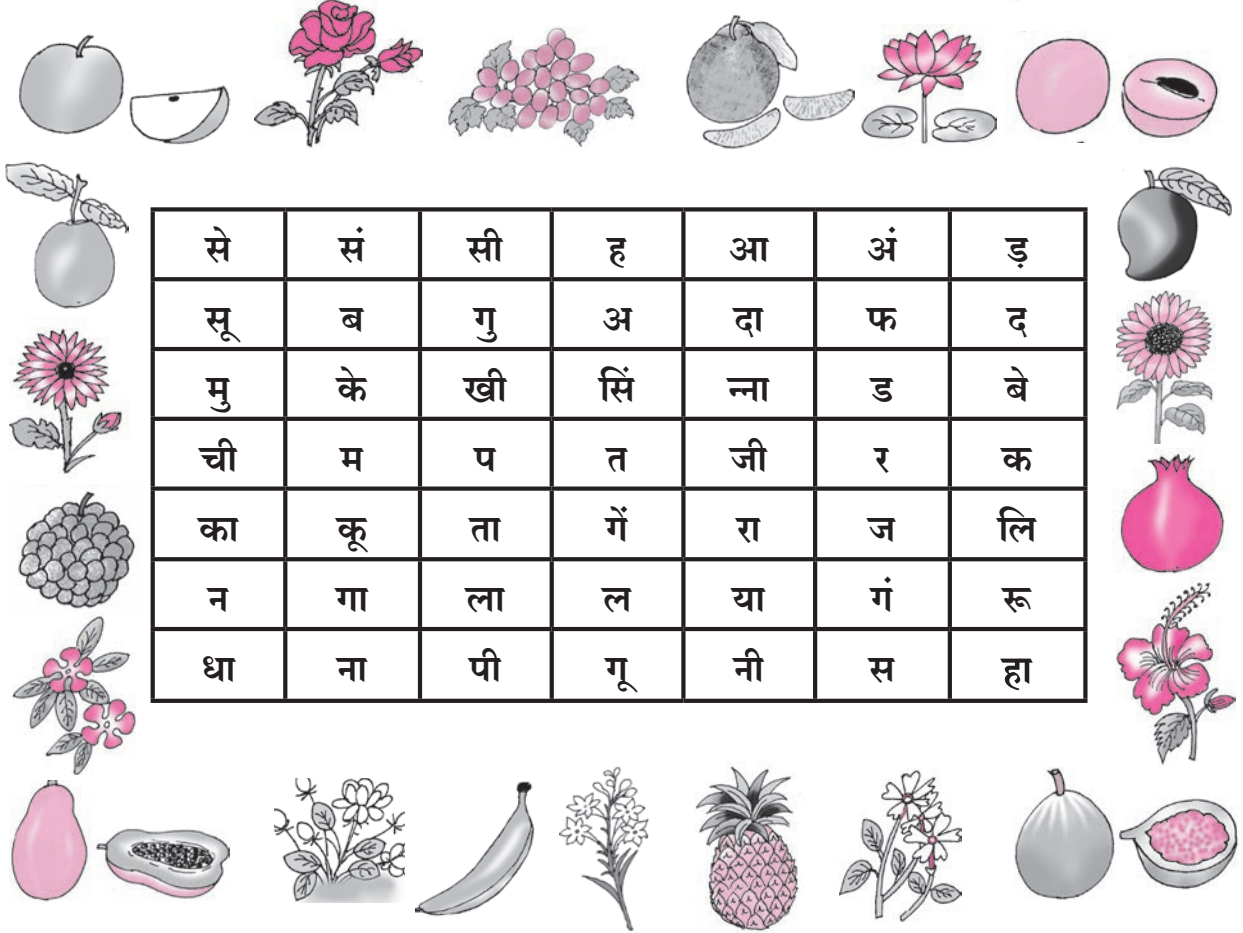 से सं सी ह आ अं ड़
सू ब गु अ दा फ द
मु के खी सिं न्ना ड बे
ची म प त जी र क
का कू ता गें रा ज लि
न गा ला ल या गं रू
धा ना पी गू नी स हा